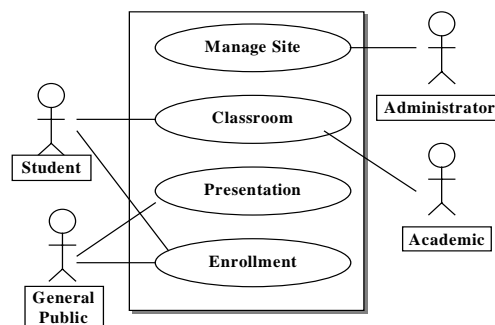 Manage Site
Administrator
Classroom
Student
Presentation
Academic
Enrollment
General
Public